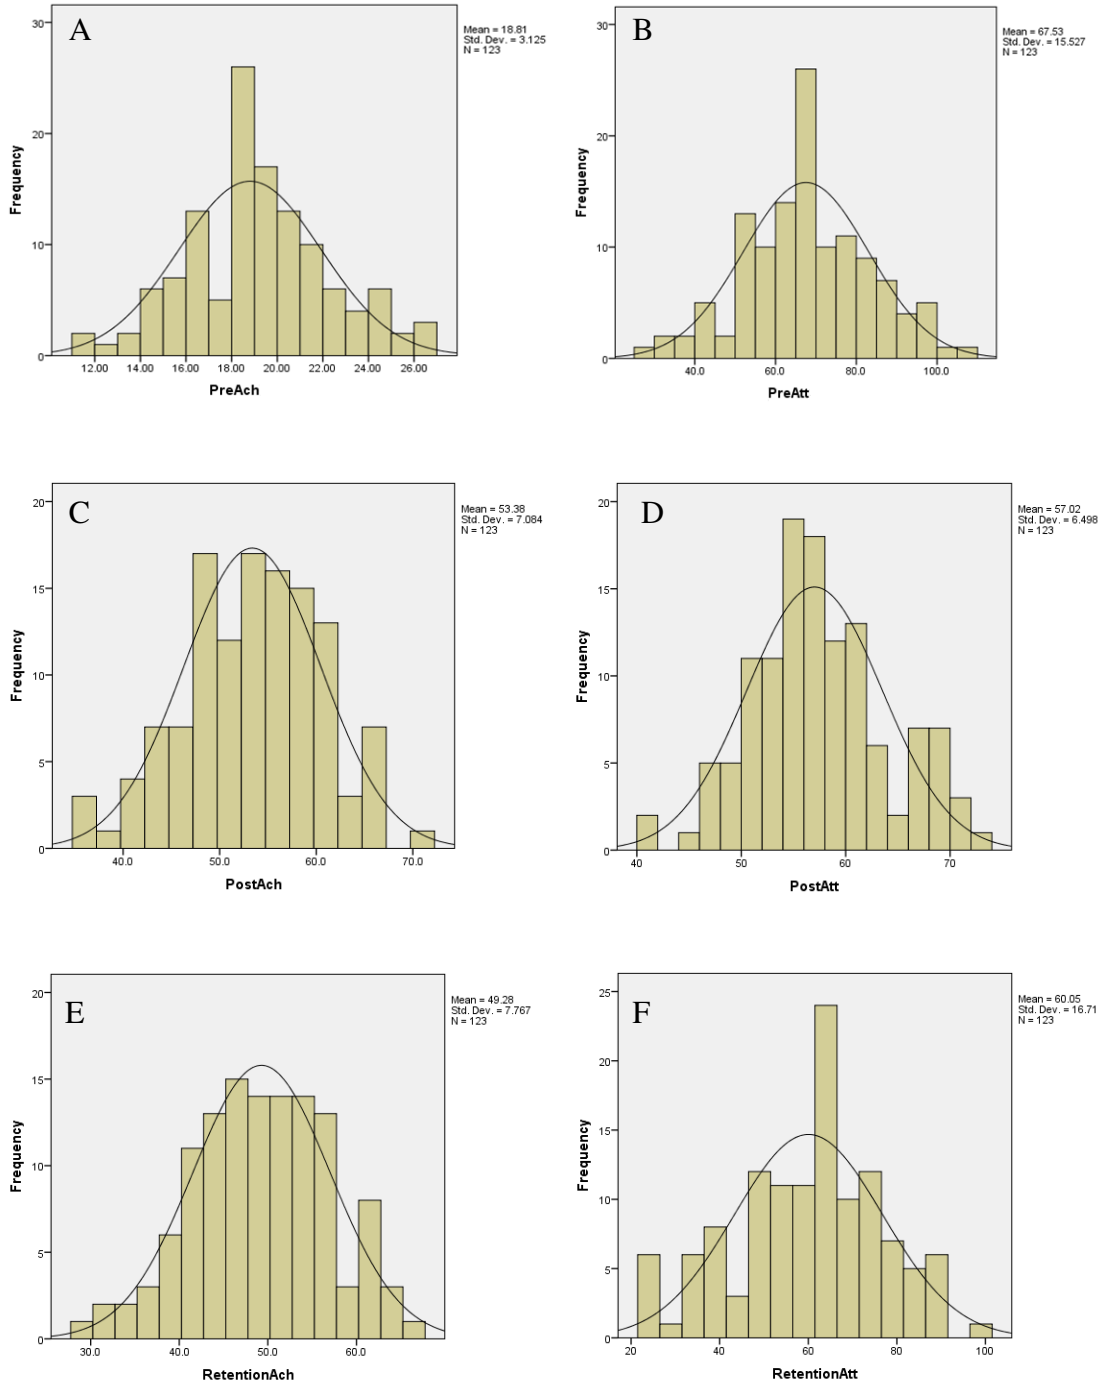 A
Mean = 18.81
Std. Dev. = 3.125
N = 123
30
20
10
0
Frequency
12.00 14.00 16.00 18.00 20.00 22.00 24.00 26.00
PreAch
B
Mean = 67.53
Std. Dev. = 15.527
N = 123
30
20
10
0
Frequency
40.0 60.0 80.0 100.0
PreAtt
C
Mean = 53.38
Std. Dev. = 7.084
N = 123
20
15
10
5
0
Frequency
40.0 50.0 60.0 70.0
PostAch
D
Mean = 57.02
Std. Dev. = 6.498
N = 123
20
15
10
5
0
Frequency
40 50 60 70
PostAtt
E
Mean = 49.28
Std. Dev. = 7.767
N = 123
20
15
10
5
0
Frequency
30.0 40.0 50.0 60.0
RetentionAch
F
Mean = 60.05
Std. Dev. = 16.71
N = 123
25
20
15
10
5
0
Frequency
20 40 60 80 100
RetentionAtt